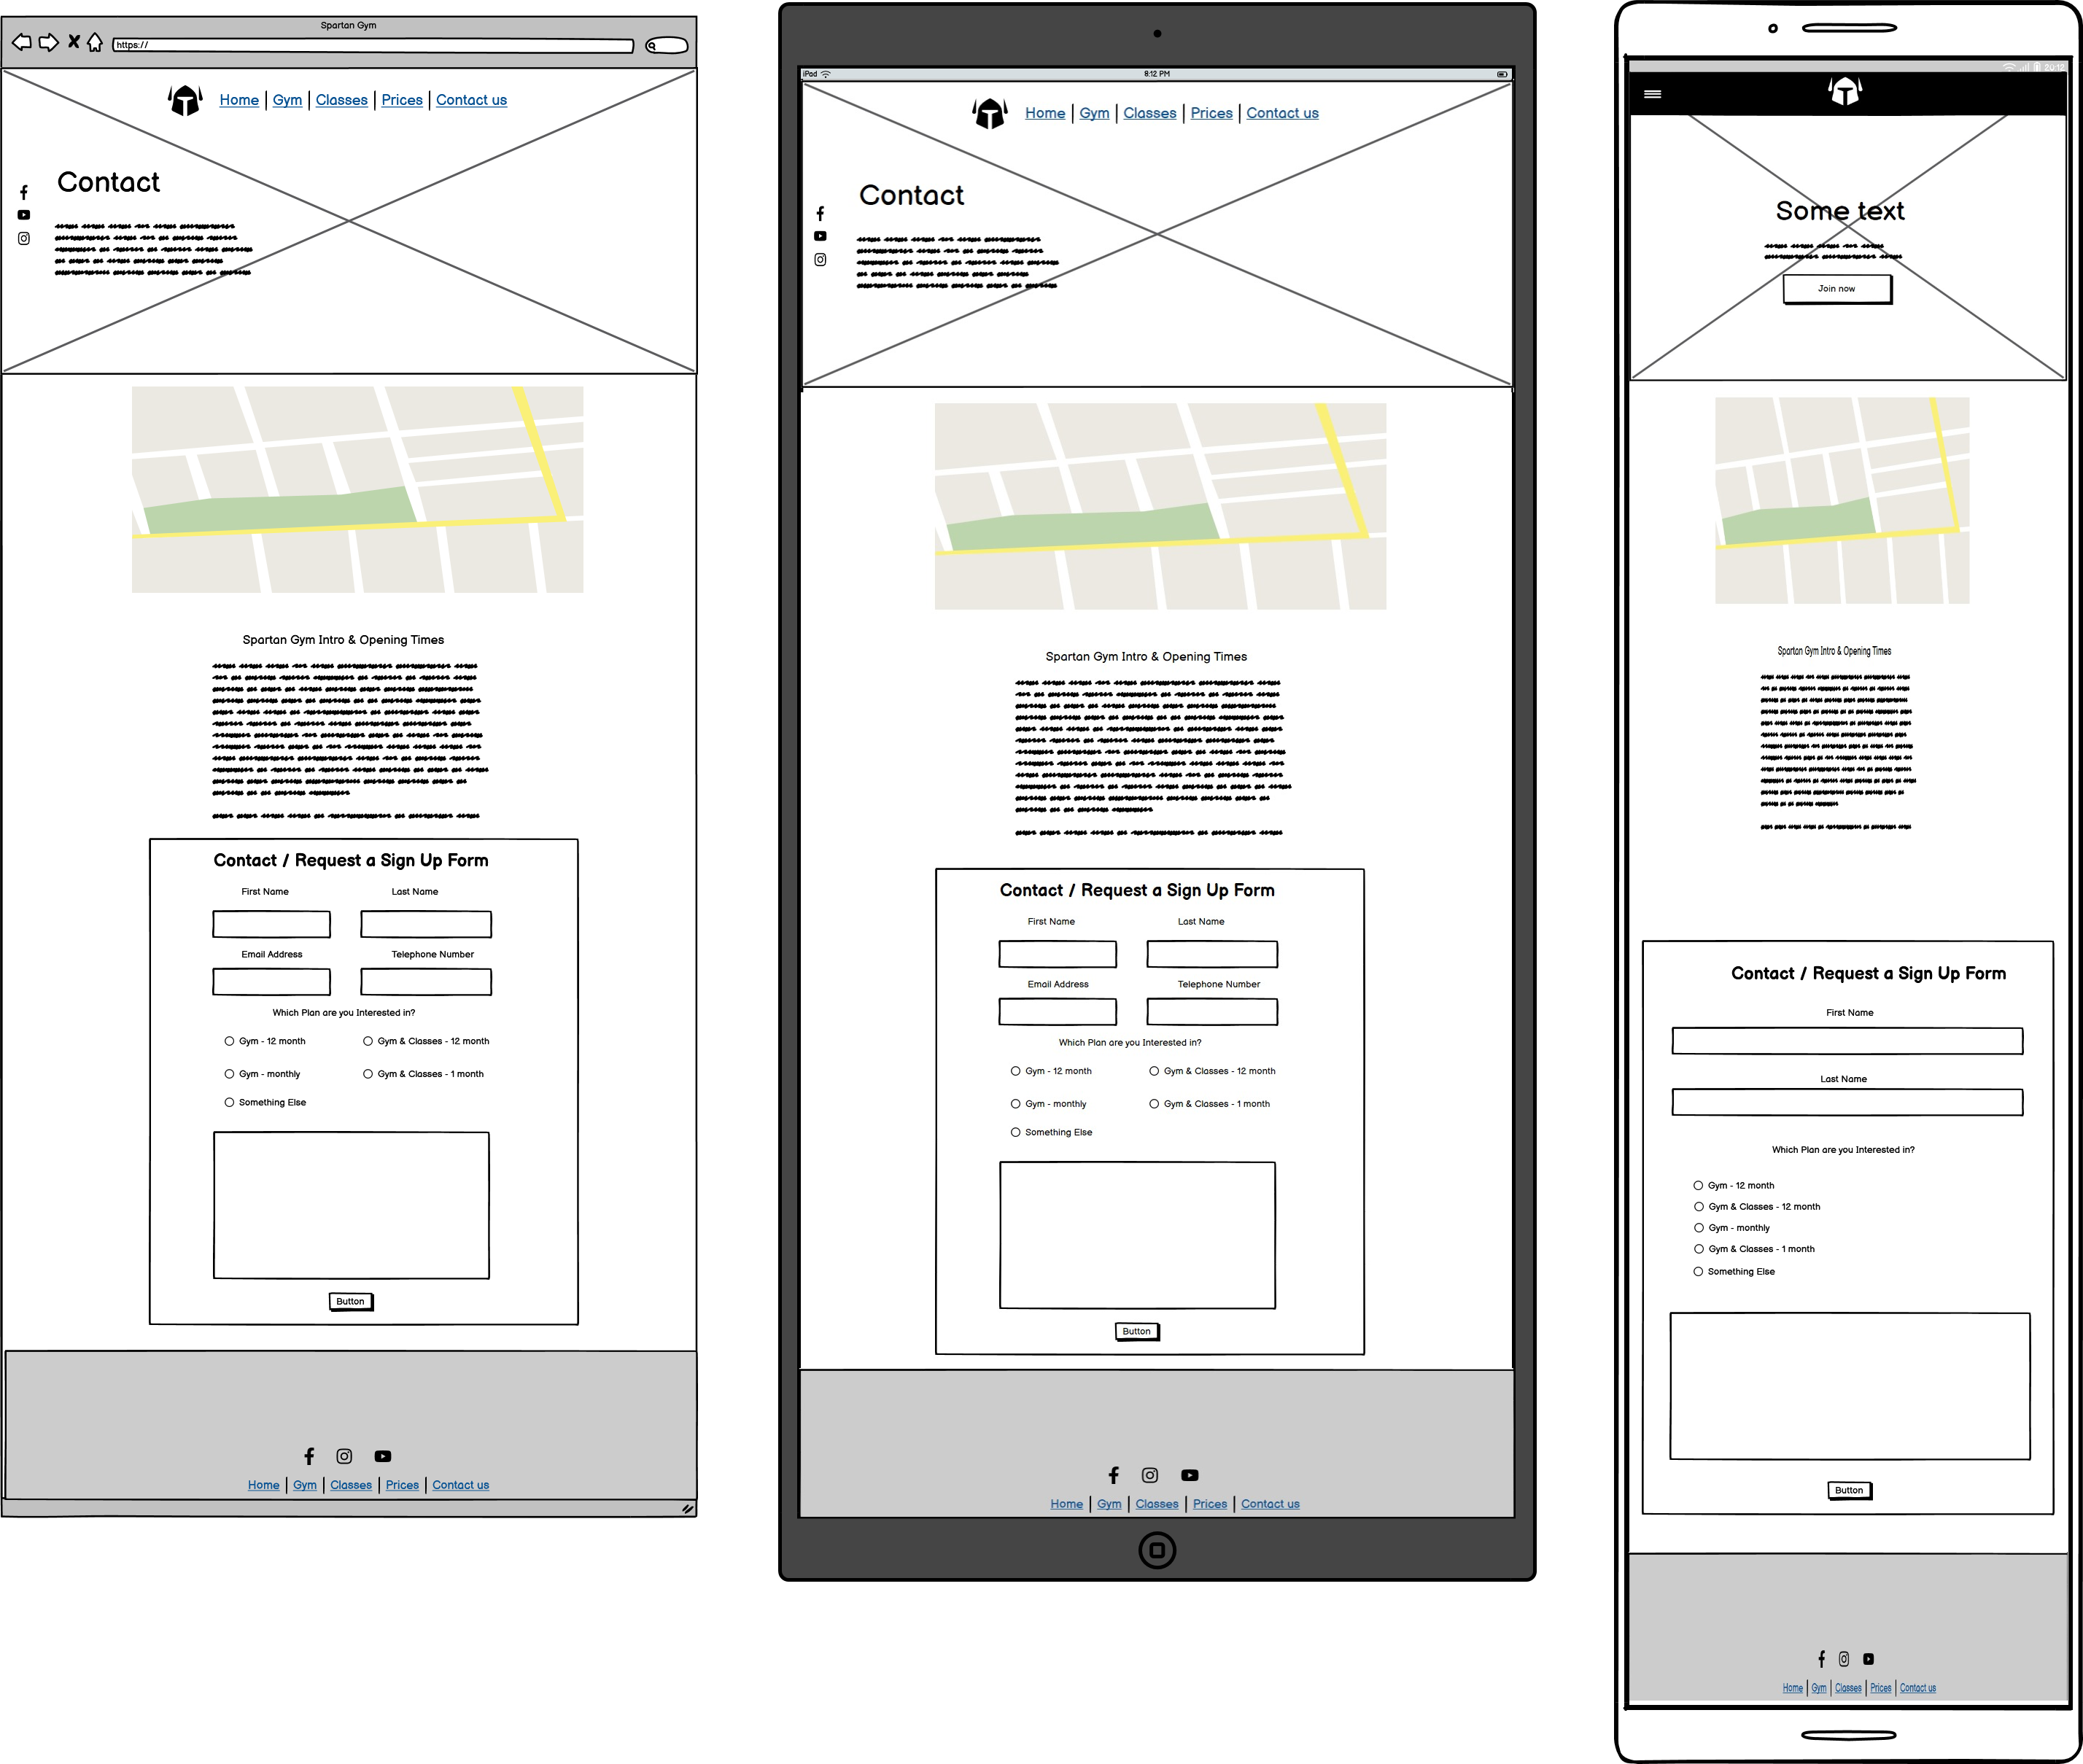 Spartan Gym
https://
Home | Gym | Classes | Prices | Contact us
Contact
Spartan Gym Intro & Opening Times
Contact / Request a Sign Up Form
First Name Last Name
Email Address Telephone Number
Which Plan are you Interested in?
Gym - 12 month Gym & Classes - 12 month
Gym - monthly Gym & Classes - 1 month
Something Else
Button
Home | Gym | Classes | Prices | Contact us
iPad 8:12 PM
Home | Gym | Classes | Prices | Contact us
Contact
Spartan Gym Intro & Opening Times
Contact / Request a Sign Up Form
First Name Last Name
Email Address Telephone Number
Which Plan are you Interested in?
Gym - 12 month Gym & Classes - 12 month
Gym - monthly Gym & Classes - 1 month
Something Else
Button
Home | Gym | Classes | Prices | Contact us
20:12
Some text
Join now
Spartan Gym Intro & Opening Times
Contact / Request a Sign Up Form
First Name
Last Name
Which Plan are you Interested in?
Gym - 12 month
Gym & Classes - 12 month
Gym - monthly
Gym & Classes - 1 month
Something Else
Button
Home | Gym | Classes | Prices | Contact us